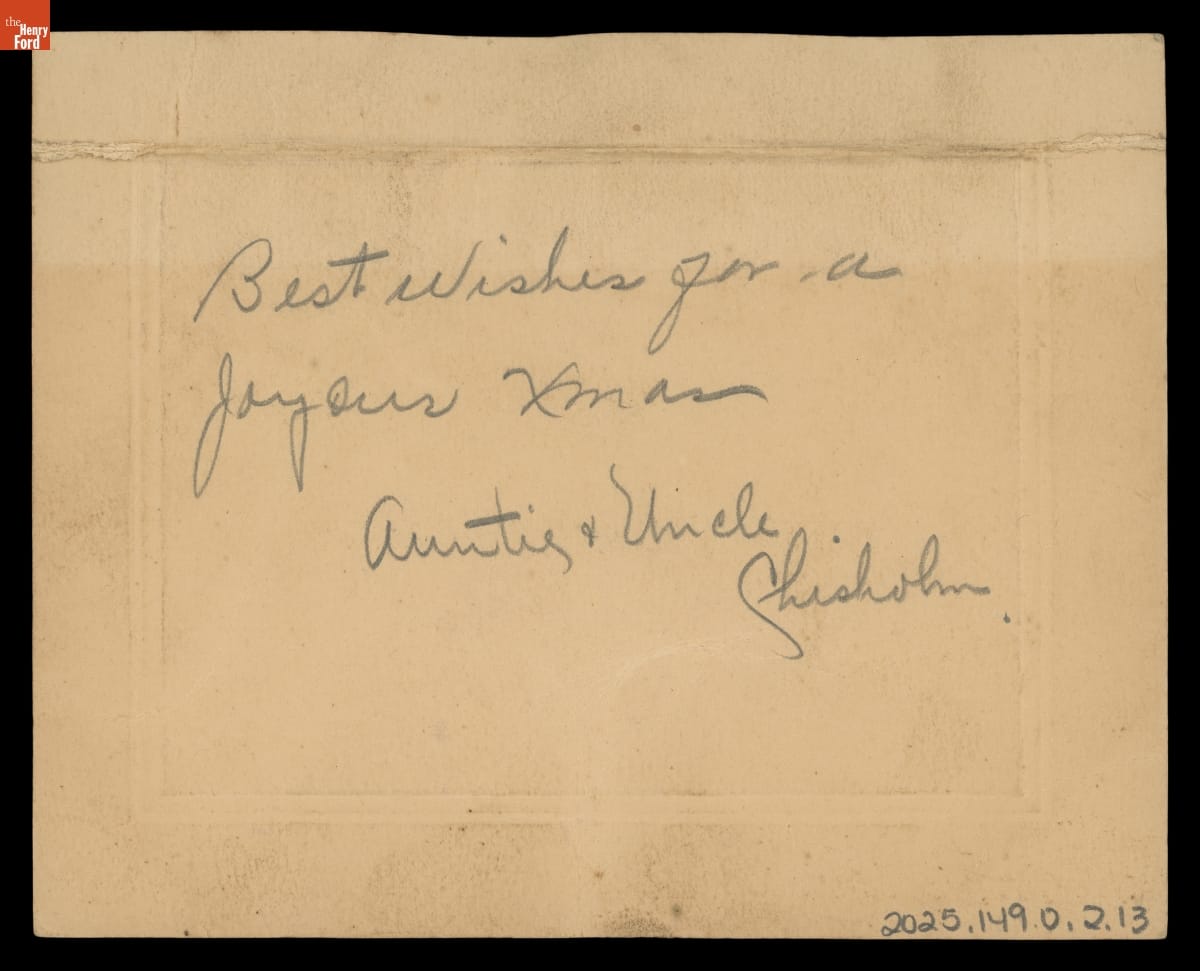 the
Henry
Ford
Best Wishes for a
Joyous Xmas
Auntie & Uncle
Chisholm.
2025.149.0.2.13